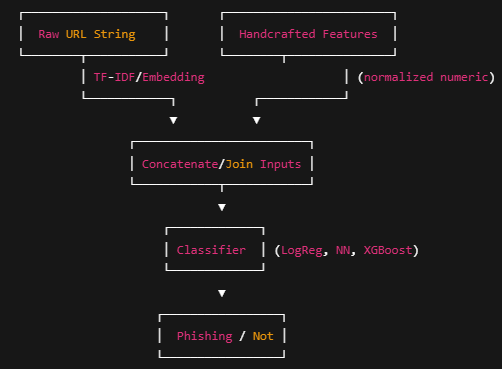 Raw URL String
Handcrafted Features
TF-IDF/Embedding
(normalized numeric)
Concatenate/Join Inputs
Classifier
(LogReg, NN, XGBoost)
Phishing / Not